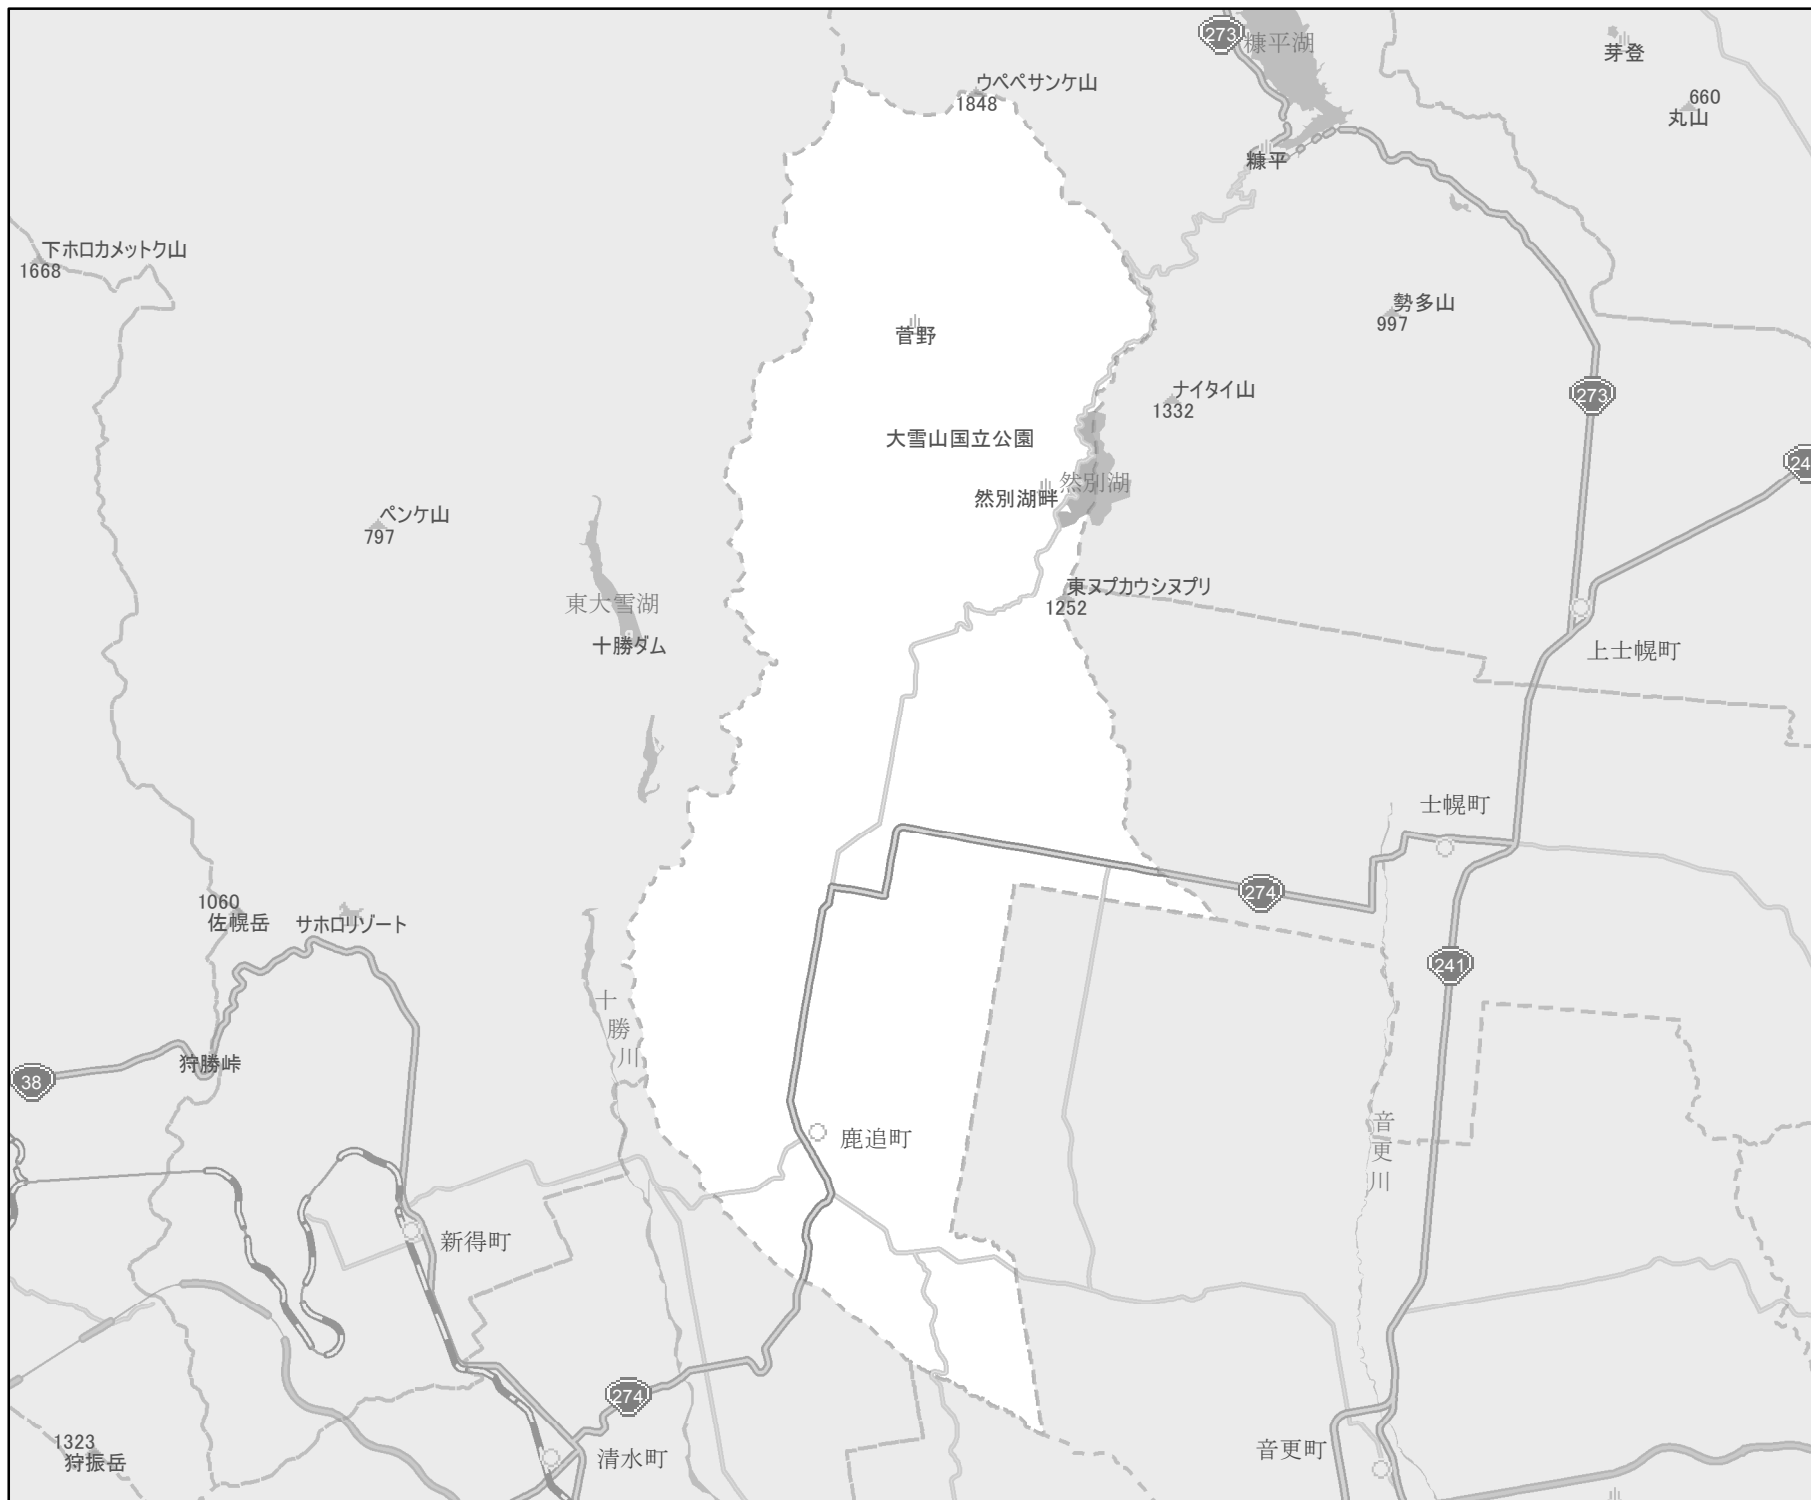 273
糠平湖
芽登
ウペペサンケ山
1848
660
丸山
糠平
下ホロカメットク山
1668
勢多山
997
菅野
ナイタイ山
1332
273
大雪山国立公園
24
然別湖
然別湖畔
ペンケ山
797
東ヌプカウシヌプリ
1252
東大雪湖
十勝ダム
上士幌町
士幌町
274
1060
佐幌岳
サホロリゾート
241
十勝川
狩勝峠
38
音更川
鹿追町
新得町
274
1323
狩振岳
清水町
音更町